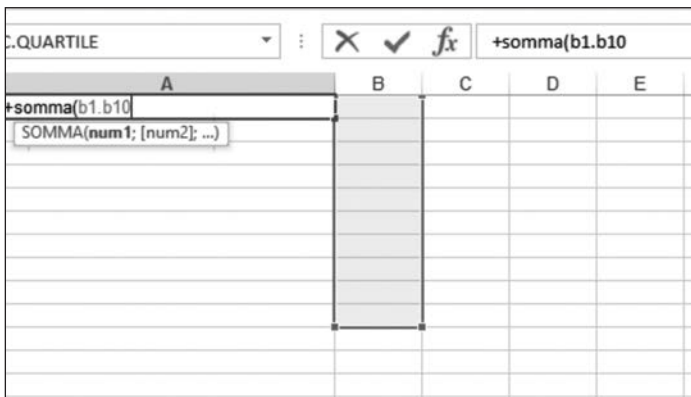 C.QUARTILE fx +somma(b1.b10
A B C D E
+somma(b1.b10
SOMMA(num1; [num2]; ...)